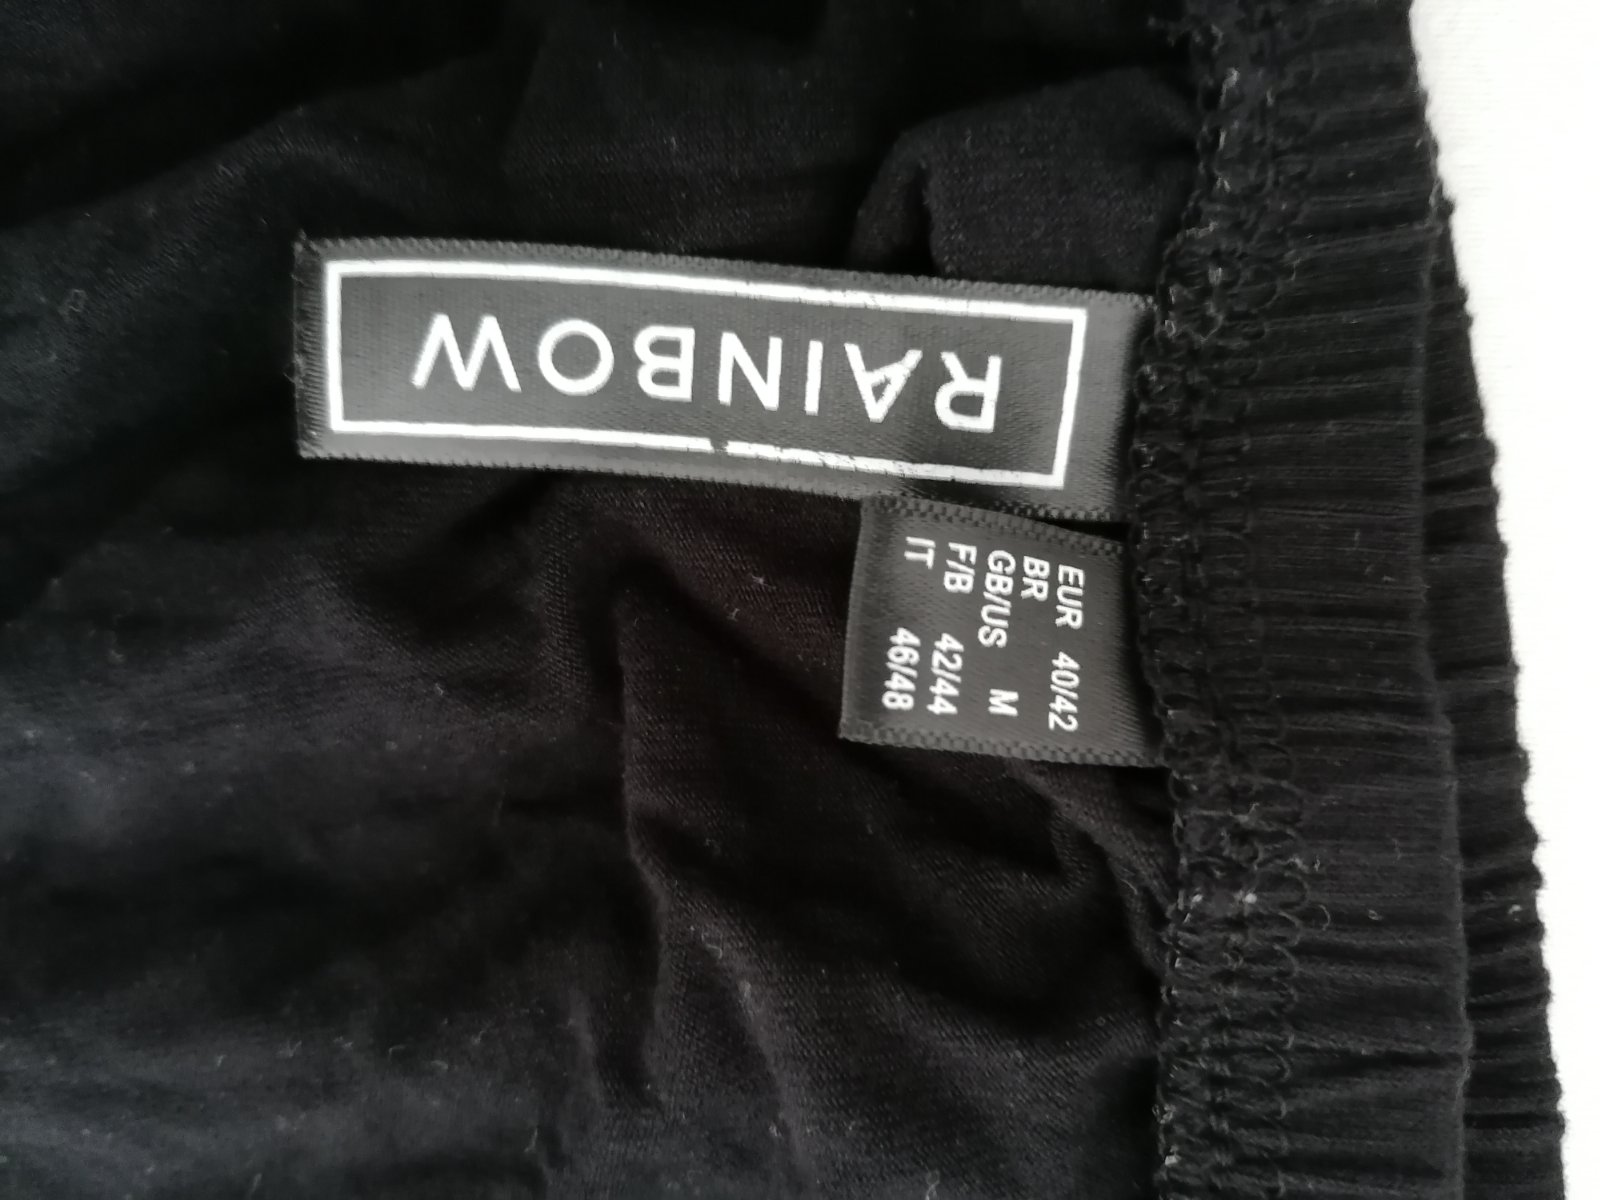 RAINBOW
EUR 40/42
BR
GB/US M
F/B 42/44
IT 46/48